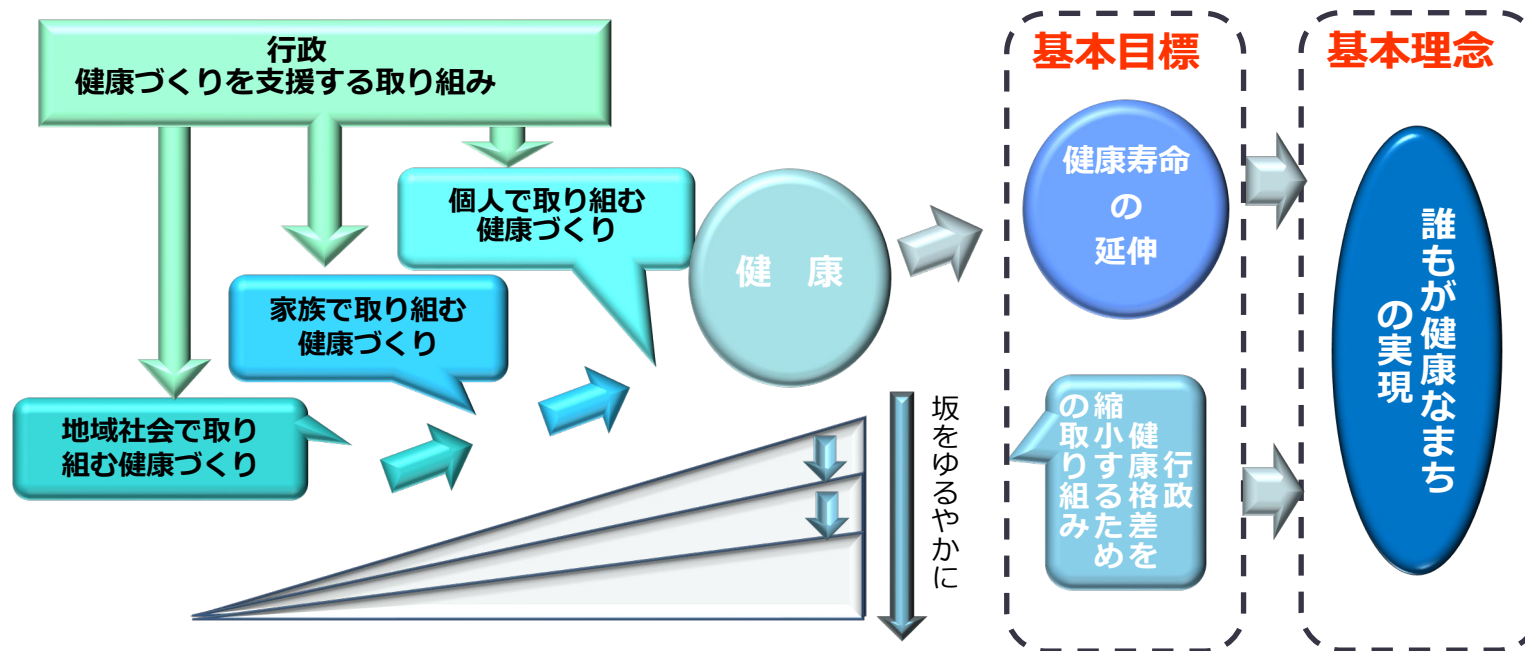 行政
健康づくりを支援する取り組み
個人で取り組む
健康づくり
家族で取り組む
健康づくり
地域社会で取り
組む健康づくり
健　康
坂をゆるやかに
基本目標
健康寿命
の
延伸
行政
健康格差を
縮小するため
の取り組み
基本理念
誰もが健康なまち
の実現